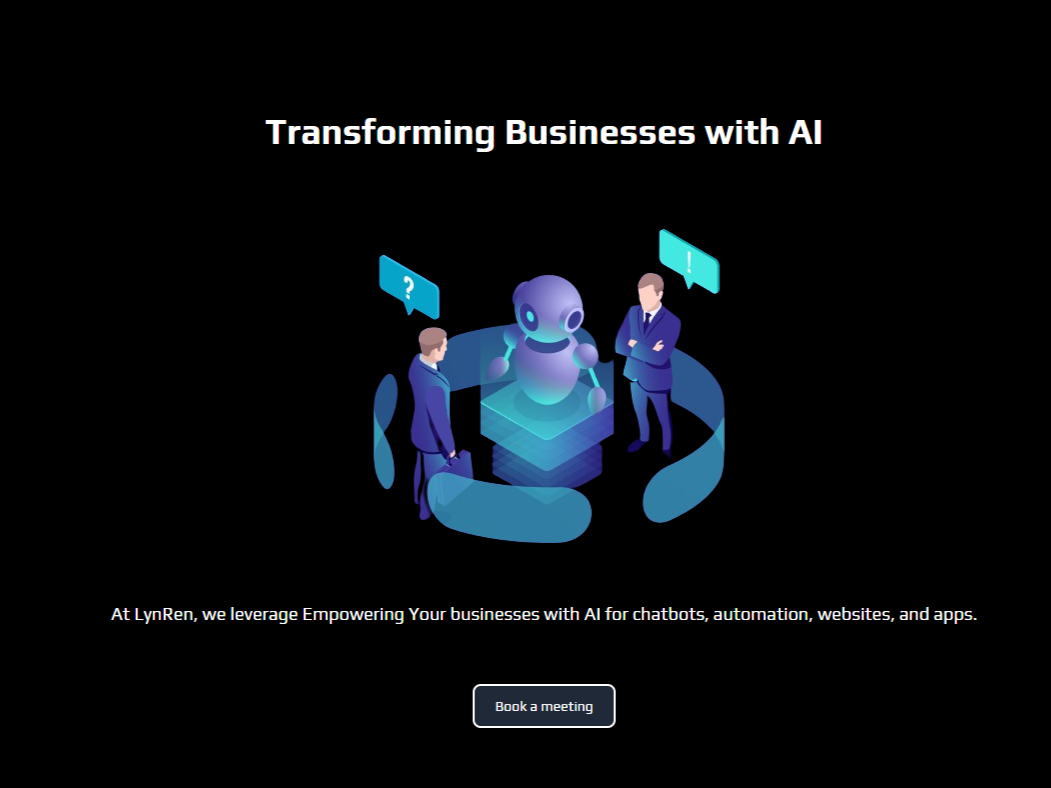 Transforming Businesses with AI
!
?
At LynRen, we leverage Empowering Your businesses with AI for chatbots, automation, websites, and apps.
Book a meeting